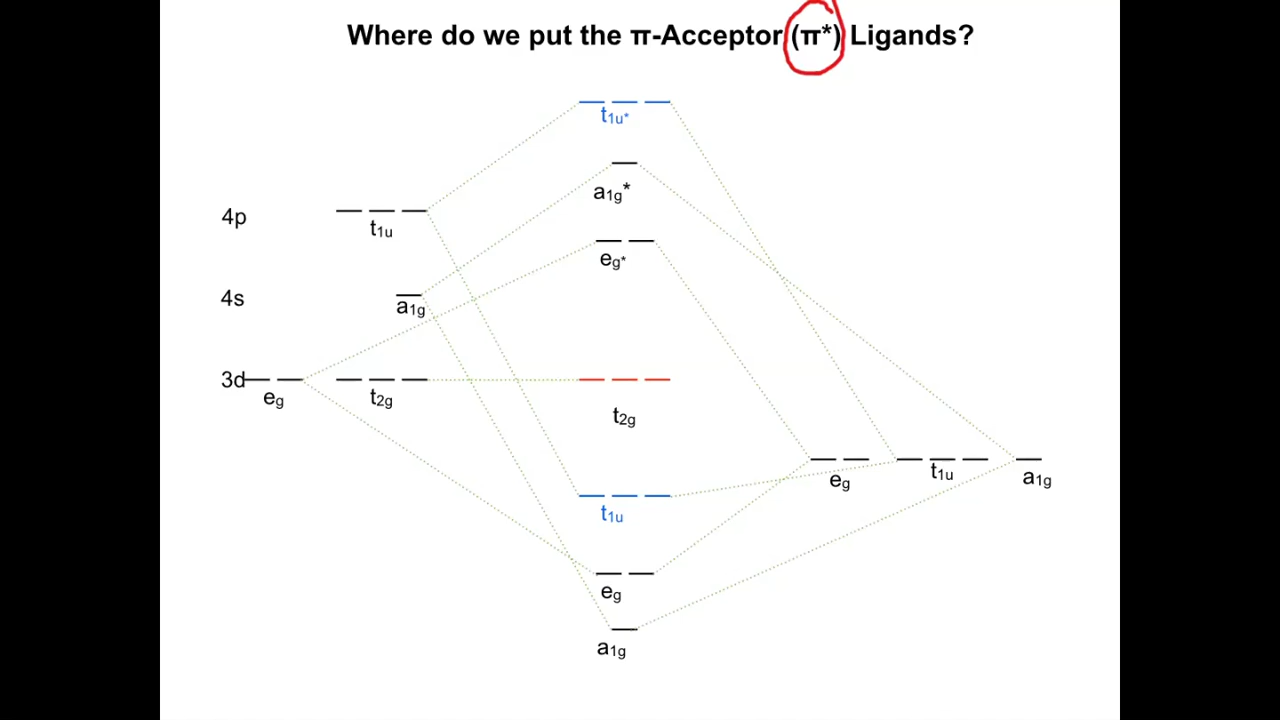 Where do we put the π-Acceptor (π*) Ligands?
t1u*
a1g*
4p
t1u
eg*
4s
a1g
3d
eg
t2g
t2g
eg
t1u
a1g
t1u
eg
a1g